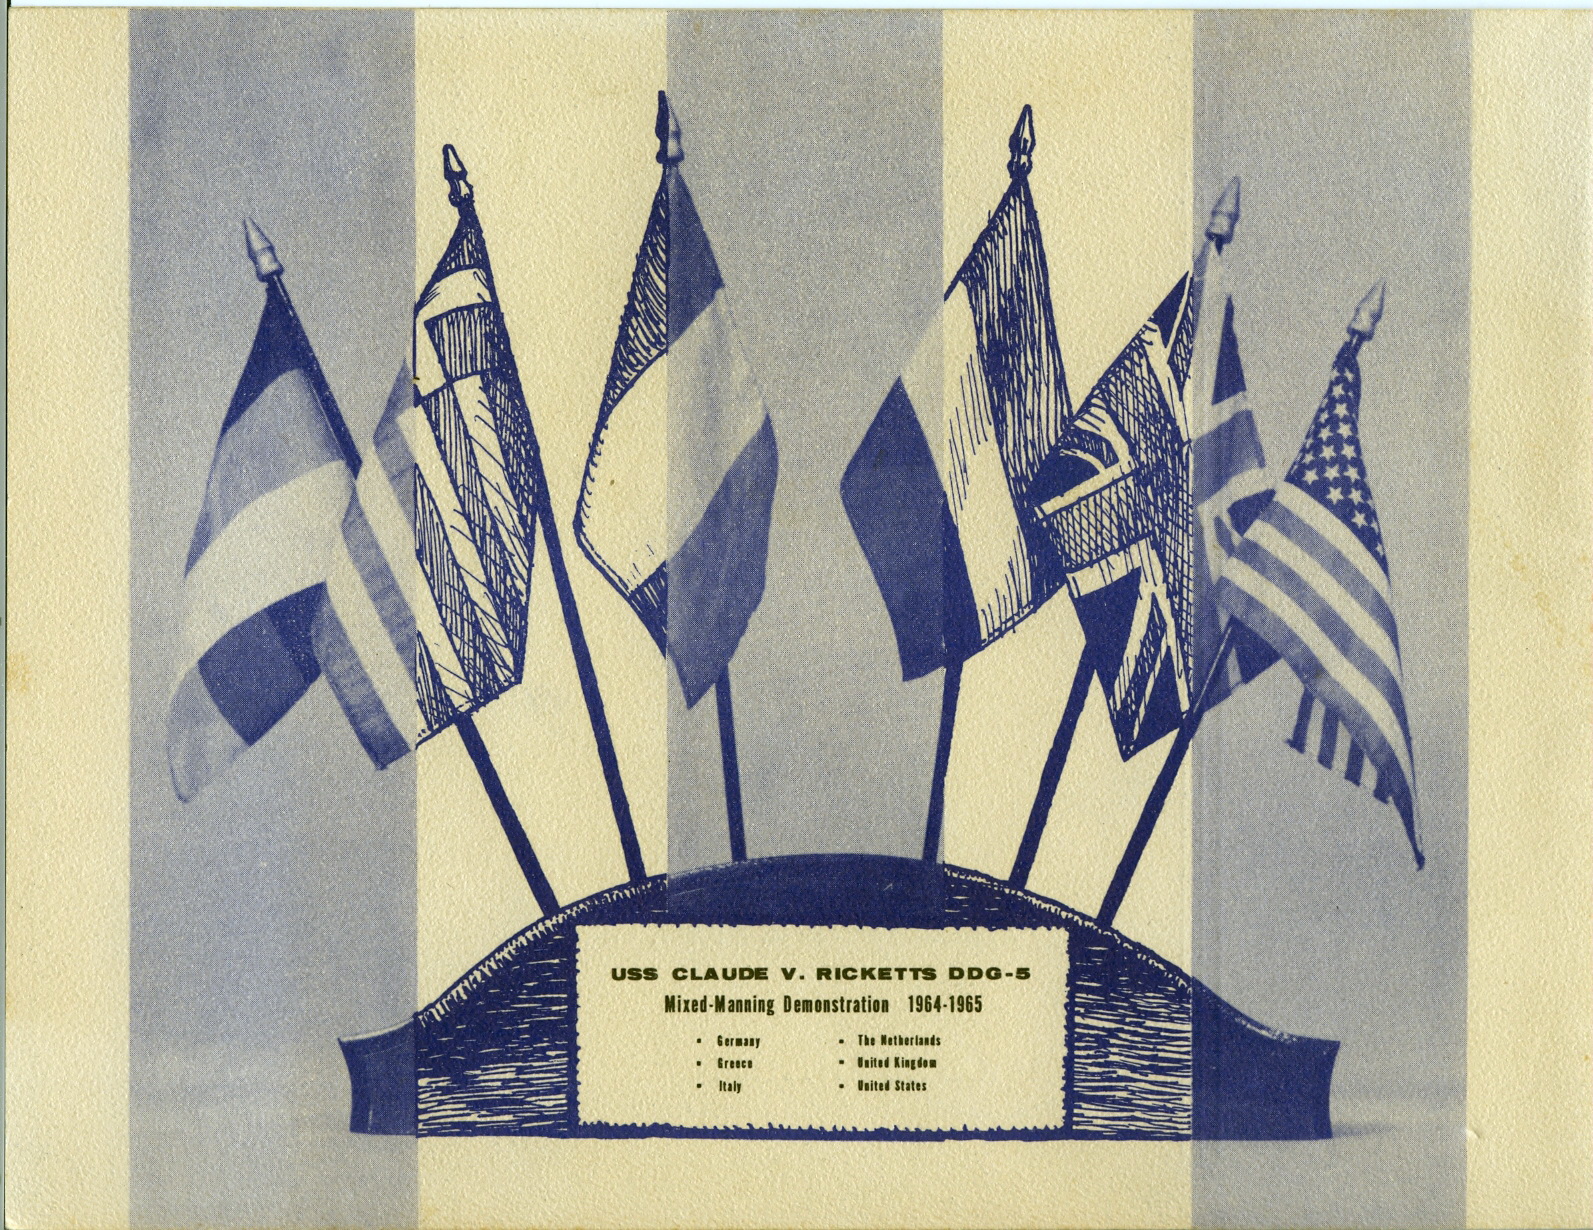 USS CLAUDE V. RICKETTS DDG-5
Mixed-Manning Demonstration 1964-1965
▪ Germany
▪ Greece
▪ Italy
▪ The Netherlands
▪ United Kingdom
▪ United States